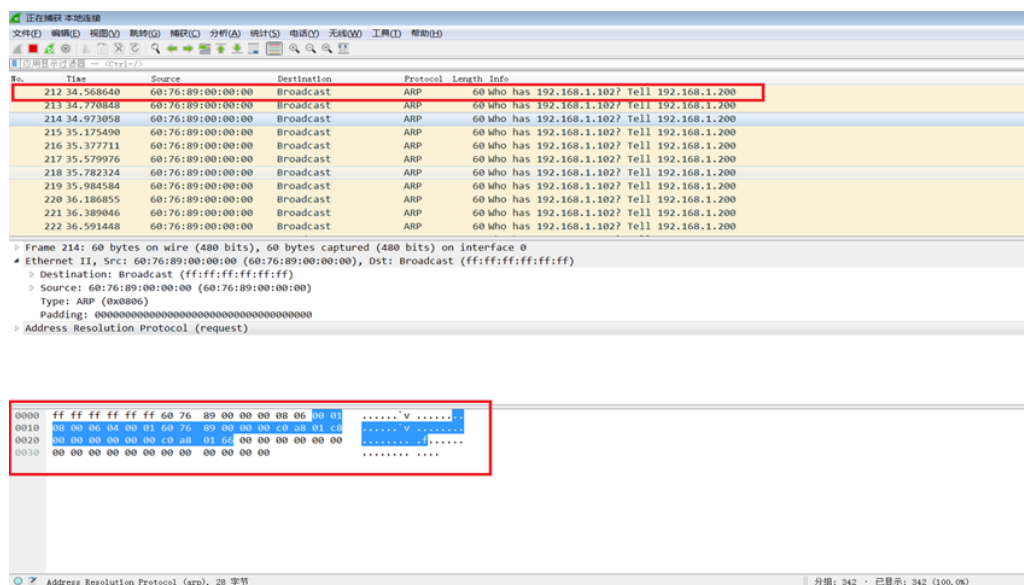 正在捕获 本地连接
文件(F) 编辑(E) 视图(V) 跳转(G) 捕获(C) 分析(A) 统计(S) 电话(Y) 无线(W) 工具(T) 帮助(H)
应用显示过滤器 … <Ctrl-/>
No. Time Source Destination Protocol Length Info
212 34.568640 60:76:89:00:00:00 Broadcast ARP 60 Who has 192.168.1.102? Tell 192.168.1.200
213 34.770848 60:76:89:00:00:00 Broadcast ARP 60 Who has 192.168.1.102? Tell 192.168.1.200
214 34.973058 60:76:89:00:00:00 Broadcast ARP 60 Who has 192.168.1.102? Tell 192.168.1.200
215 35.175490 60:76:89:00:00:00 Broadcast ARP 60 Who has 192.168.1.102? Tell 192.168.1.200
216 35.377711 60:76:89:00:00:00 Broadcast ARP 60 Who has 192.168.1.102? Tell 192.168.1.200
217 35.579976 60:76:89:00:00:00 Broadcast ARP 60 Who has 192.168.1.102? Tell 192.168.1.200
218 35.782324 60:76:89:00:00:00 Broadcast ARP 60 Who has 192.168.1.102? Tell 192.168.1.200
219 35.984584 60:76:89:00:00:00 Broadcast ARP 60 Who has 192.168.1.102? Tell 192.168.1.200
220 36.186855 60:76:89:00:00:00 Broadcast ARP 60 Who has 192.168.1.102? Tell 192.168.1.200
221 36.389046 60:76:89:00:00:00 Broadcast ARP 60 Who has 192.168.1.102? Tell 192.168.1.200
222 36.591448 60:76:89:00:00:00 Broadcast ARP 60 Who has 192.168.1.102? Tell 192.168.1.200
Frame 214: 60 bytes on wire (480 bits), 60 bytes captured (480 bits) on interface 0
Ethernet II, Src: 60:76:89:00:00:00 (60:76:89:00:00:00), Dst: Broadcast (ff:ff:ff:ff:ff:ff)
Destination: Broadcast (ff:ff:ff:ff:ff:ff)
Source: 60:76:89:00:00:00 (60:76:89:00:00:00)
Type: ARP (0x0806)
Padding: 000000000000000000000000000000000000
Address Resolution Protocol (request)
0000 ff ff ff ff ff ff 60 76 89 00 00 00 08 06 00 01 ......`v ........
0010 08 00 06 04 00 01 60 76 89 00 00 00 c0 a8 01 c8 ......`v ........
0020 00 00 00 00 00 00 c0 a8 01 66 00 00 00 00 00 00 ........ .f......
0030 00 00 00 00 00 00 00 00 00 00 00 00 ........ ....
Address Resolution Protocol (arp), 28 字节 分组: 342 · 已显示: 342 (100.0%)